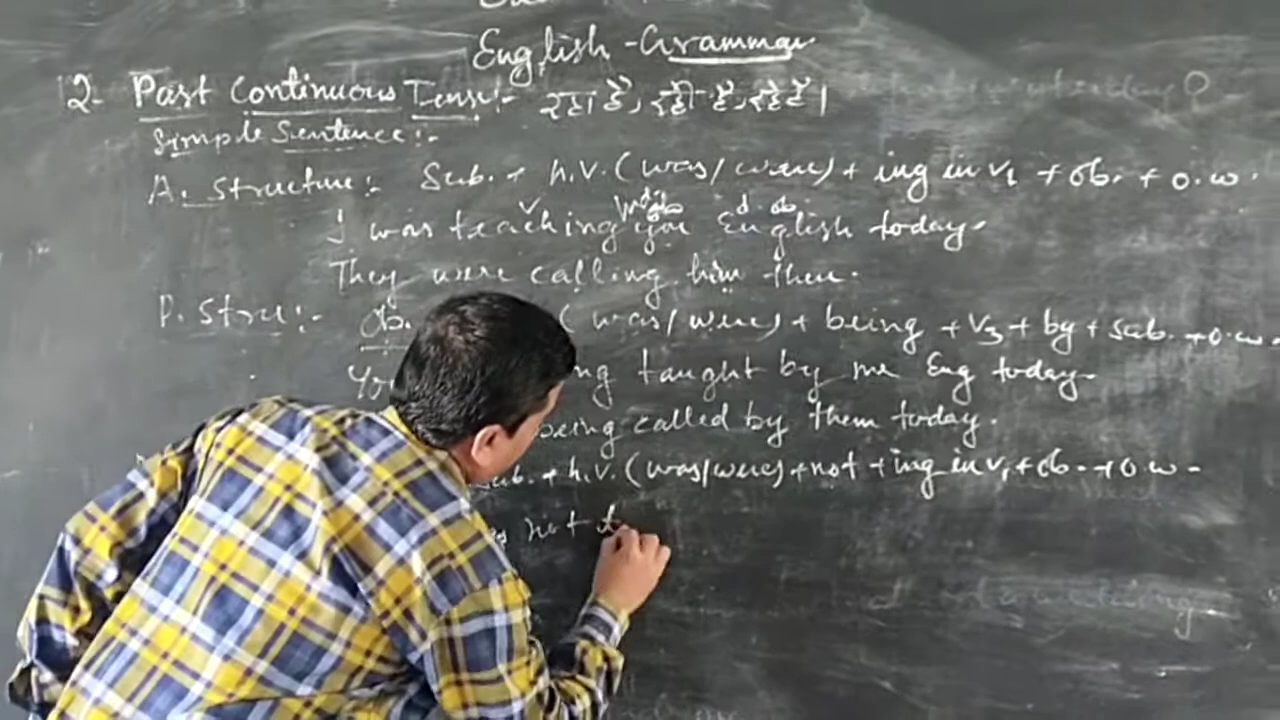 English-Grammar
2- Past Continuous Tense:- रहा है, रही है, रहे हैं।
Simple Sentence:-
A. Structure:- Sub. + h.v. (was/were) + ing in V1 + ob. + o.w.
v d. ob.
I was teaching you English today.
They were calling him then.
P. Stru:- Ob. (was/were) + being + V3 + by + sub. + o.w.
ng taught by me Eng today.
being called by them today.
Sub. + h.v. (was/were) + not + ing in V1 + ob. + o.w.
not t